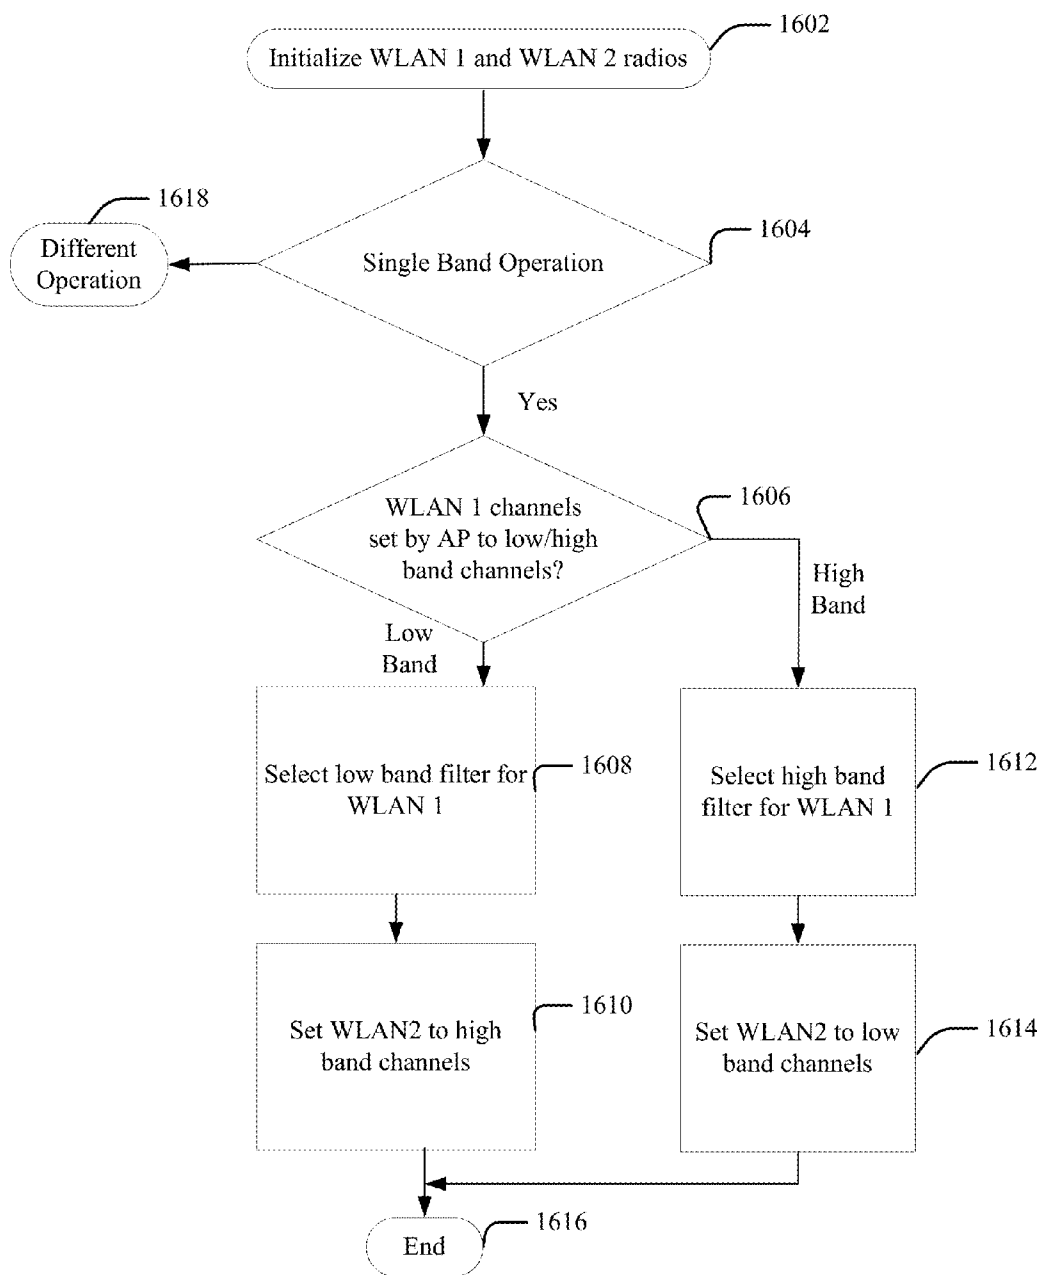 1602
Initialize WLAN 1 and WLAN 2 radios
1618
1604
Different
Operation
Single Band Operation
Yes
1606
WLAN 1 channels
set by AP to low/high
band channels?
High
Band
Low
Band
1608
Select low band filter for
WLAN 1
1612
Select high band
filter for WLAN 1
1610
Set WLAN2 to high
band channels
1614
Set WLAN2 to low
band channels
1616
End